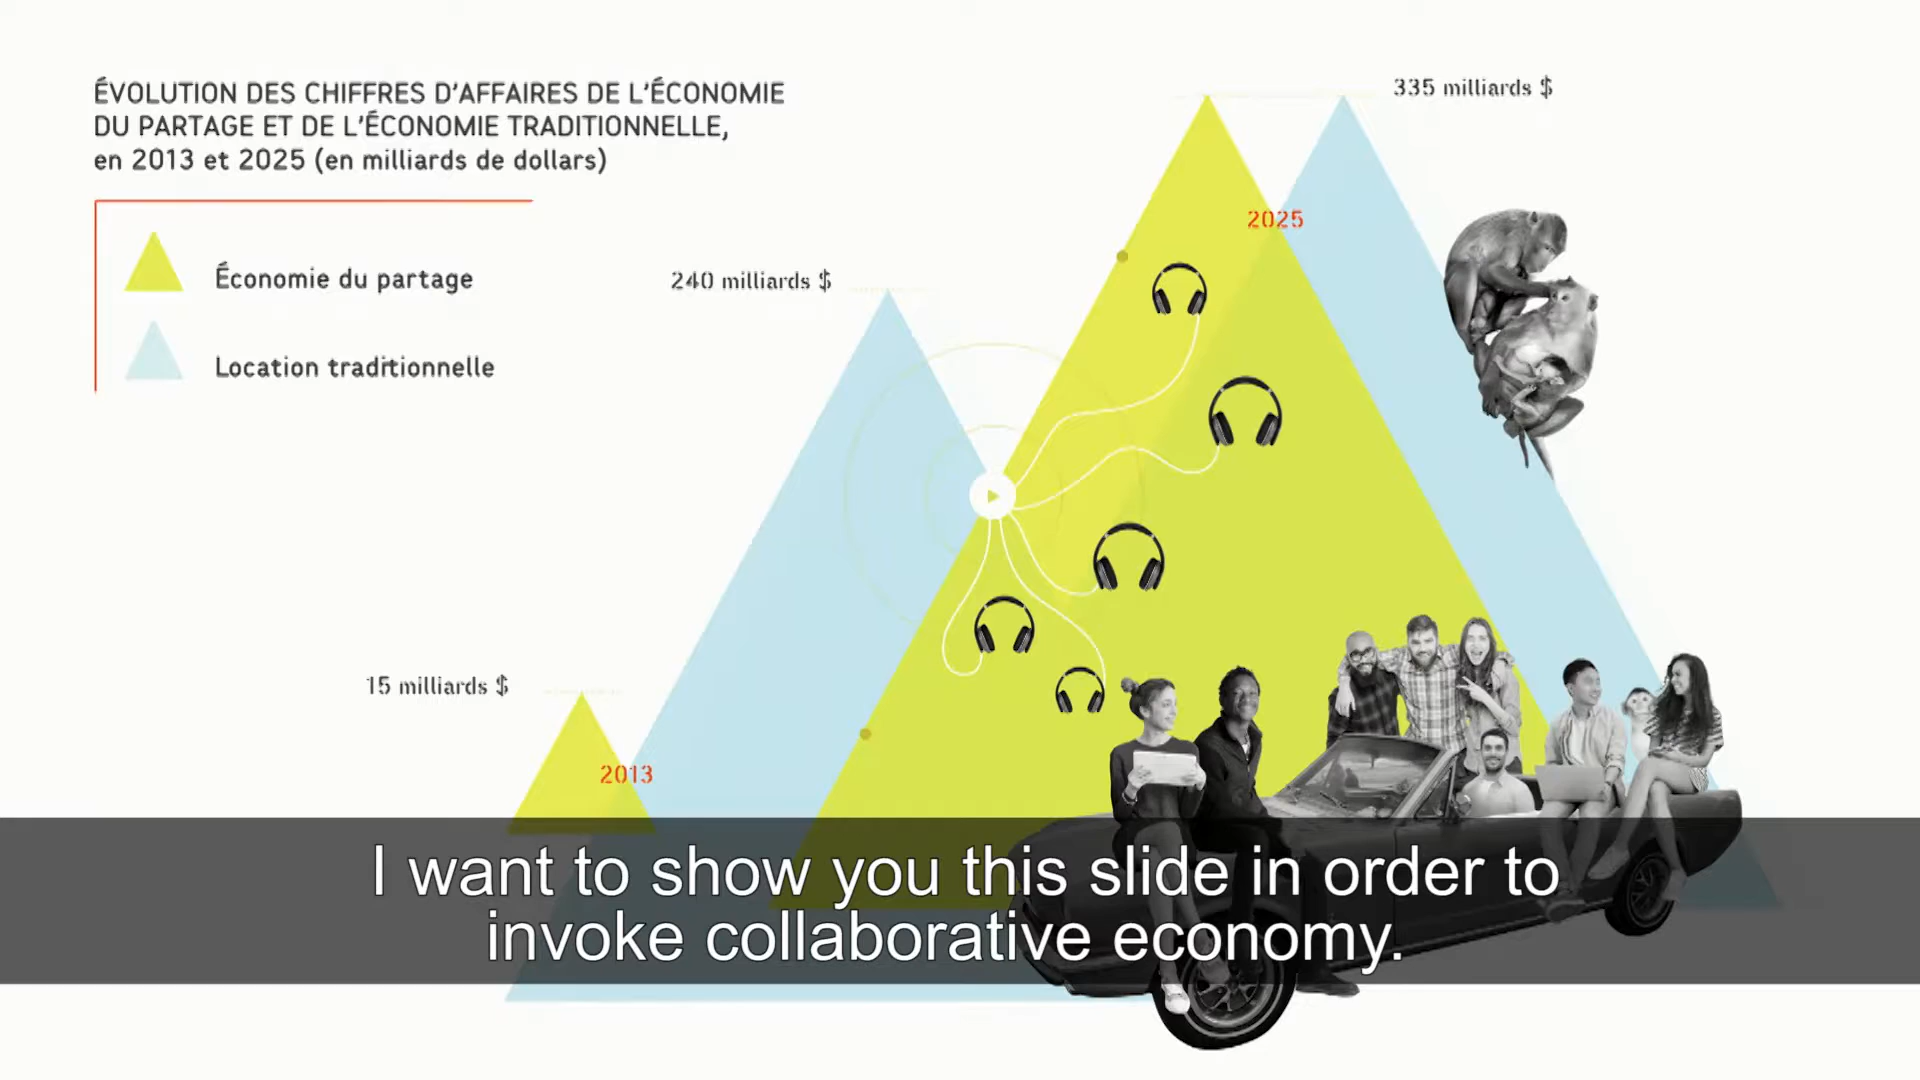 ÉVOLUTION DES CHIFFRES D'AFFAIRES DE L'ÉCONOMIE
DU PARTAGE ET DE L'ÉCONOMIE TRADITIONNELLE,
en 2013 et 2025 (en milliards de dollars)
Économie du partage
Location traditionnelle
335 milliards $
2025
240 milliards $
15 milliards $
2013
I want to show you this slide in order to
invoke collaborative economy.